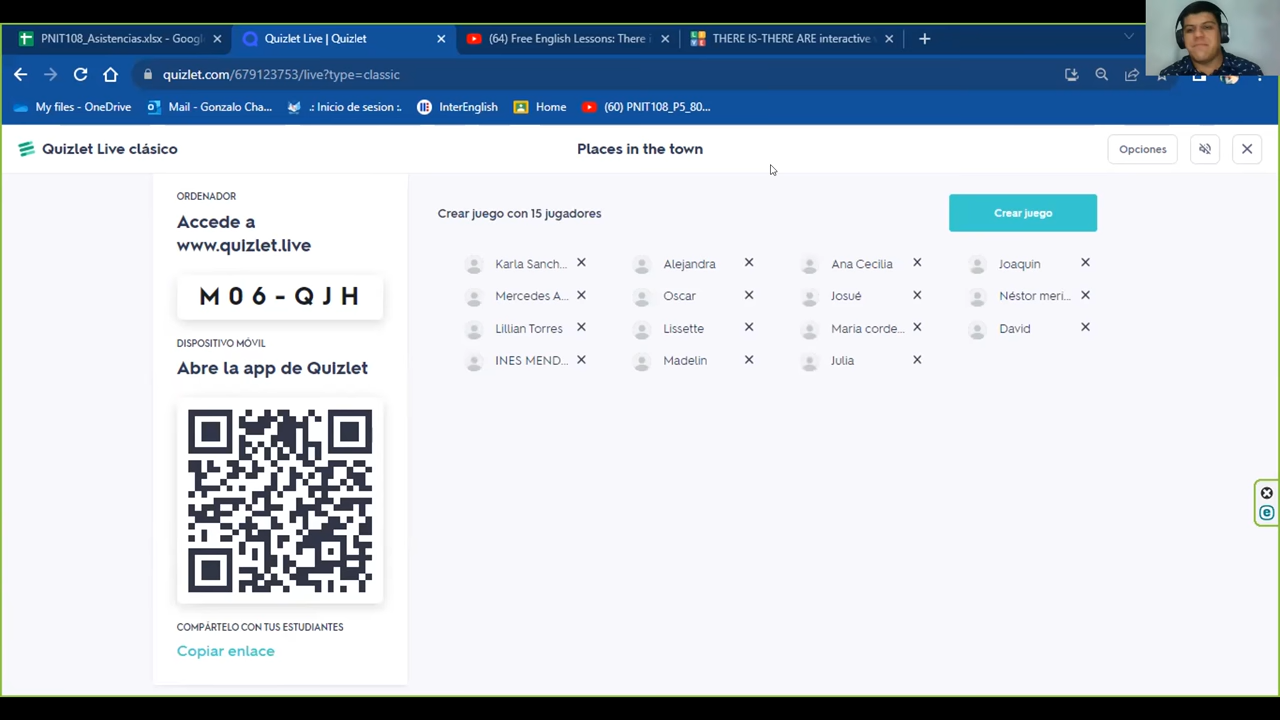 PNIT108_Asistencias.xlsx - Googl
Quizlet Live | Quizlet
(64) Free English Lessons: There i
THERE IS-THERE ARE interactive
quizlet.com/679123753/live?type=classic
My files - OneDrive
Mail - Gonzalo Cha...
.: Inicio de sesion :.
InterEnglish
Home
(60) PNIT108_P5_80...
Quizlet Live clásico
Places in the town
Opciones
ORDENADOR
Accede a
www.quizlet.live
M06-QJH
DISPOSITIVO MÓVIL
Abre la app de Quizlet
COMPÁRTELO CON TUS ESTUDIANTES
Copiar enlace
Crear juego con 15 jugadores
Crear juego
Karla Sanch...
Alejandra
Ana Cecilia
Joaquin
Mercedes A...
Oscar
Josué
Néstor meri...
Lillian Torres
Lissette
Maria corde...
David
INES MEND...
Madelin
Julia